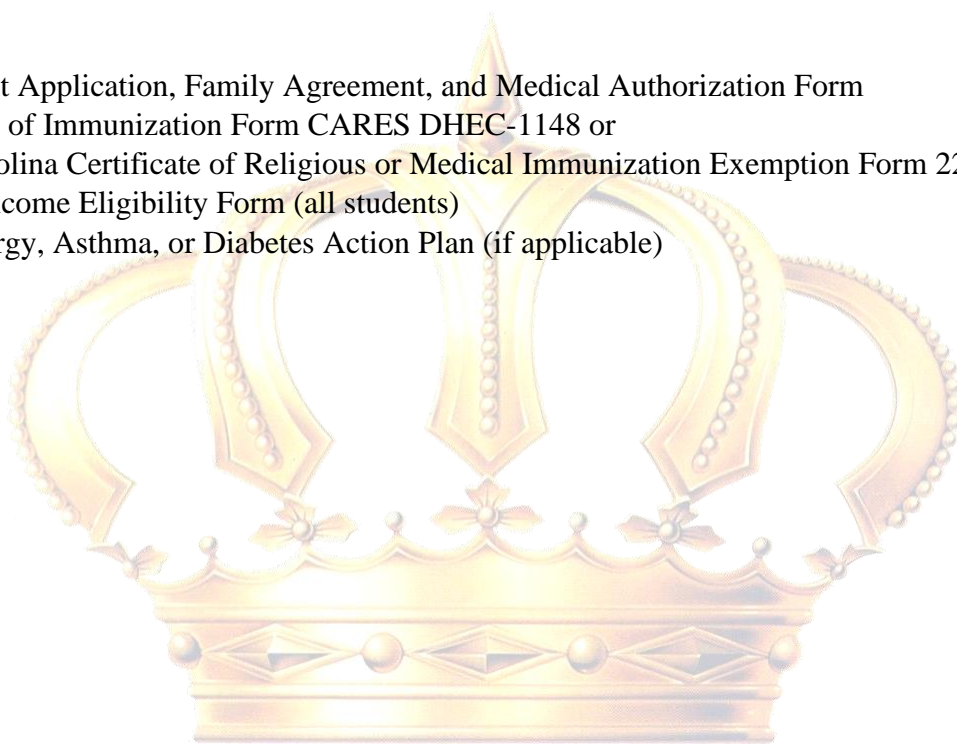 t Application, Family Agreement, and Medical Authorization Form
of Immunization Form CARES DHEC-1148 or
olina Certificate of Religious or Medical Immunization Exemption Form 22
come Eligibility Form (all students)
rgy, Asthma, or Diabetes Action Plan (if applicable)